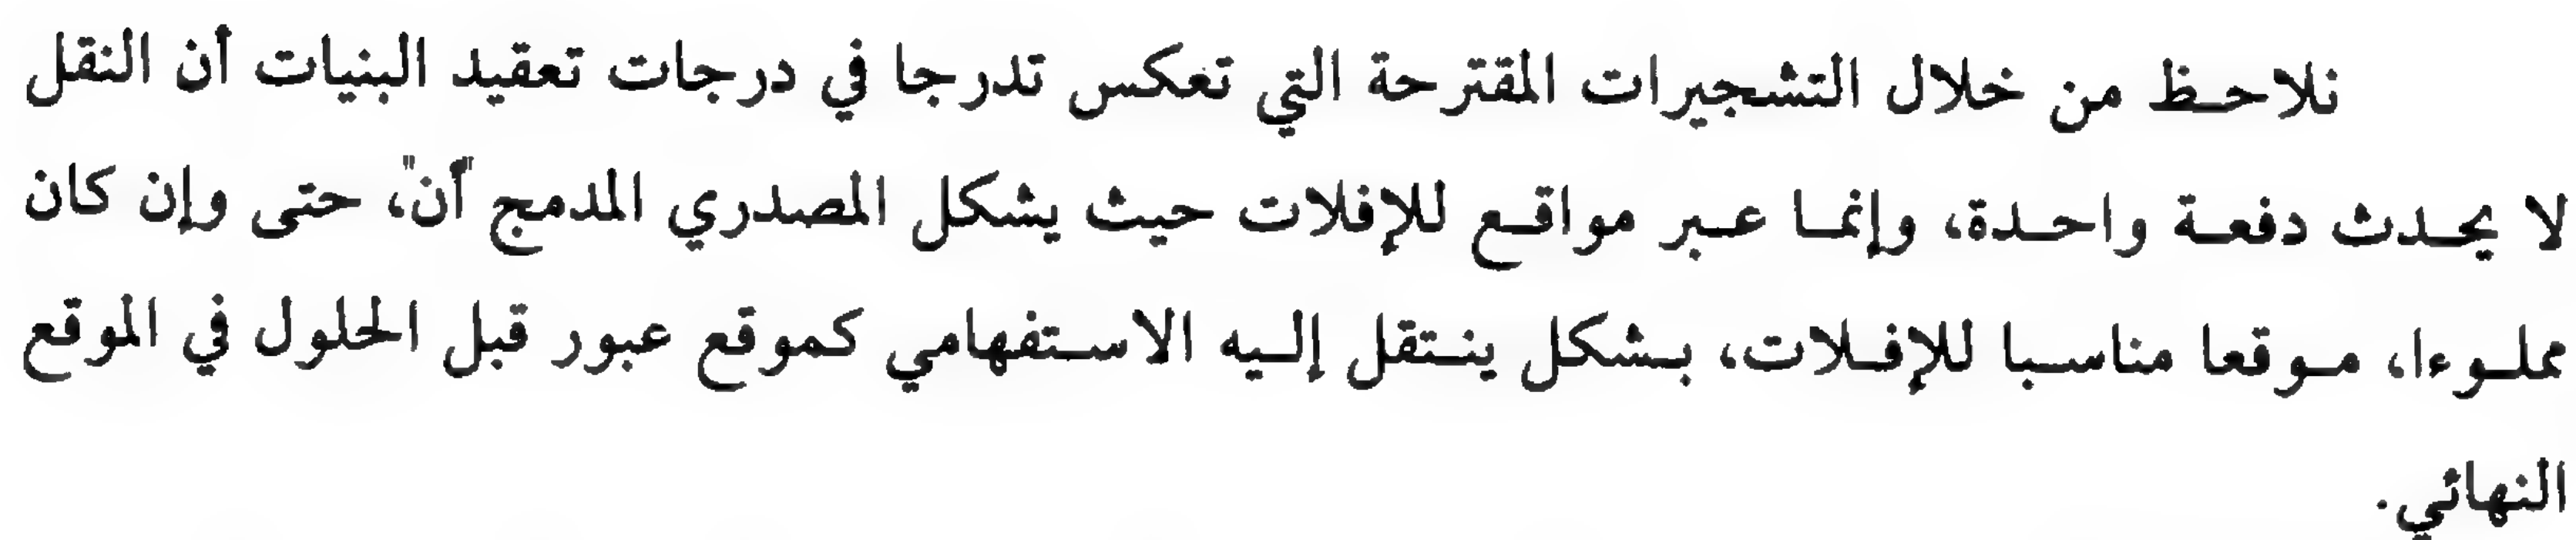 نلاحظ من خلال التشجيرات المقترحة التي تعكس تدرجا في درجات تعقيد البنيات أن النقل
لا يحدث دفعة واحدة، وإنما عبر مواقع للإفلات حيث يشكل المصدري المدمج "أن"، حتى وإن كان
مملوءا، موقعا مناسبا للإفلات، بشكل ينتقل إليه الاستفهامي كموقع عبور قبل الحلول في الموقع
النهائي.